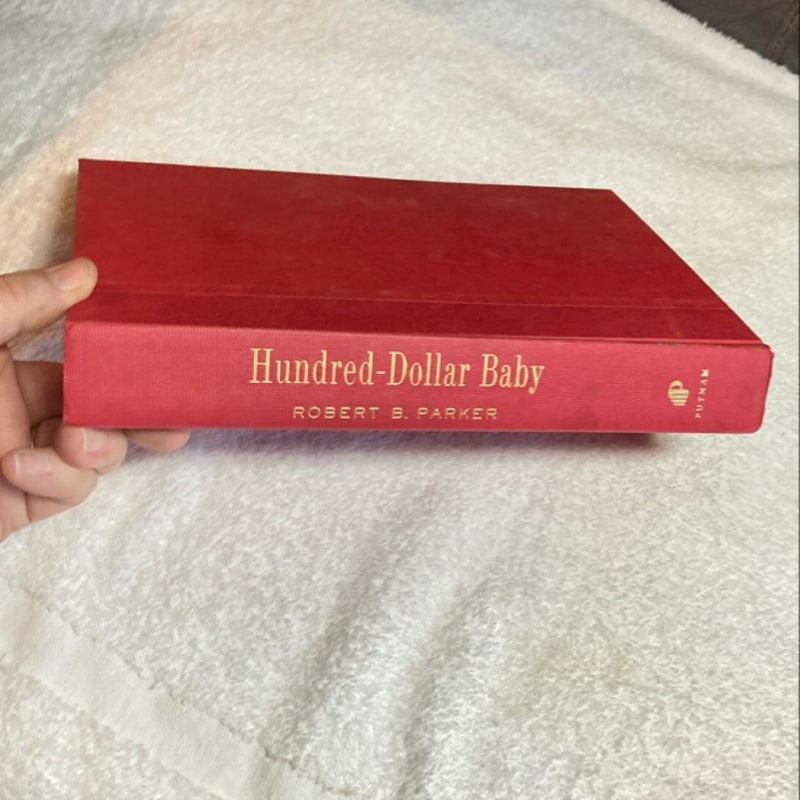 Hundred-Dollar Baby
ROBERT B. PARKER
P
PUTNAM